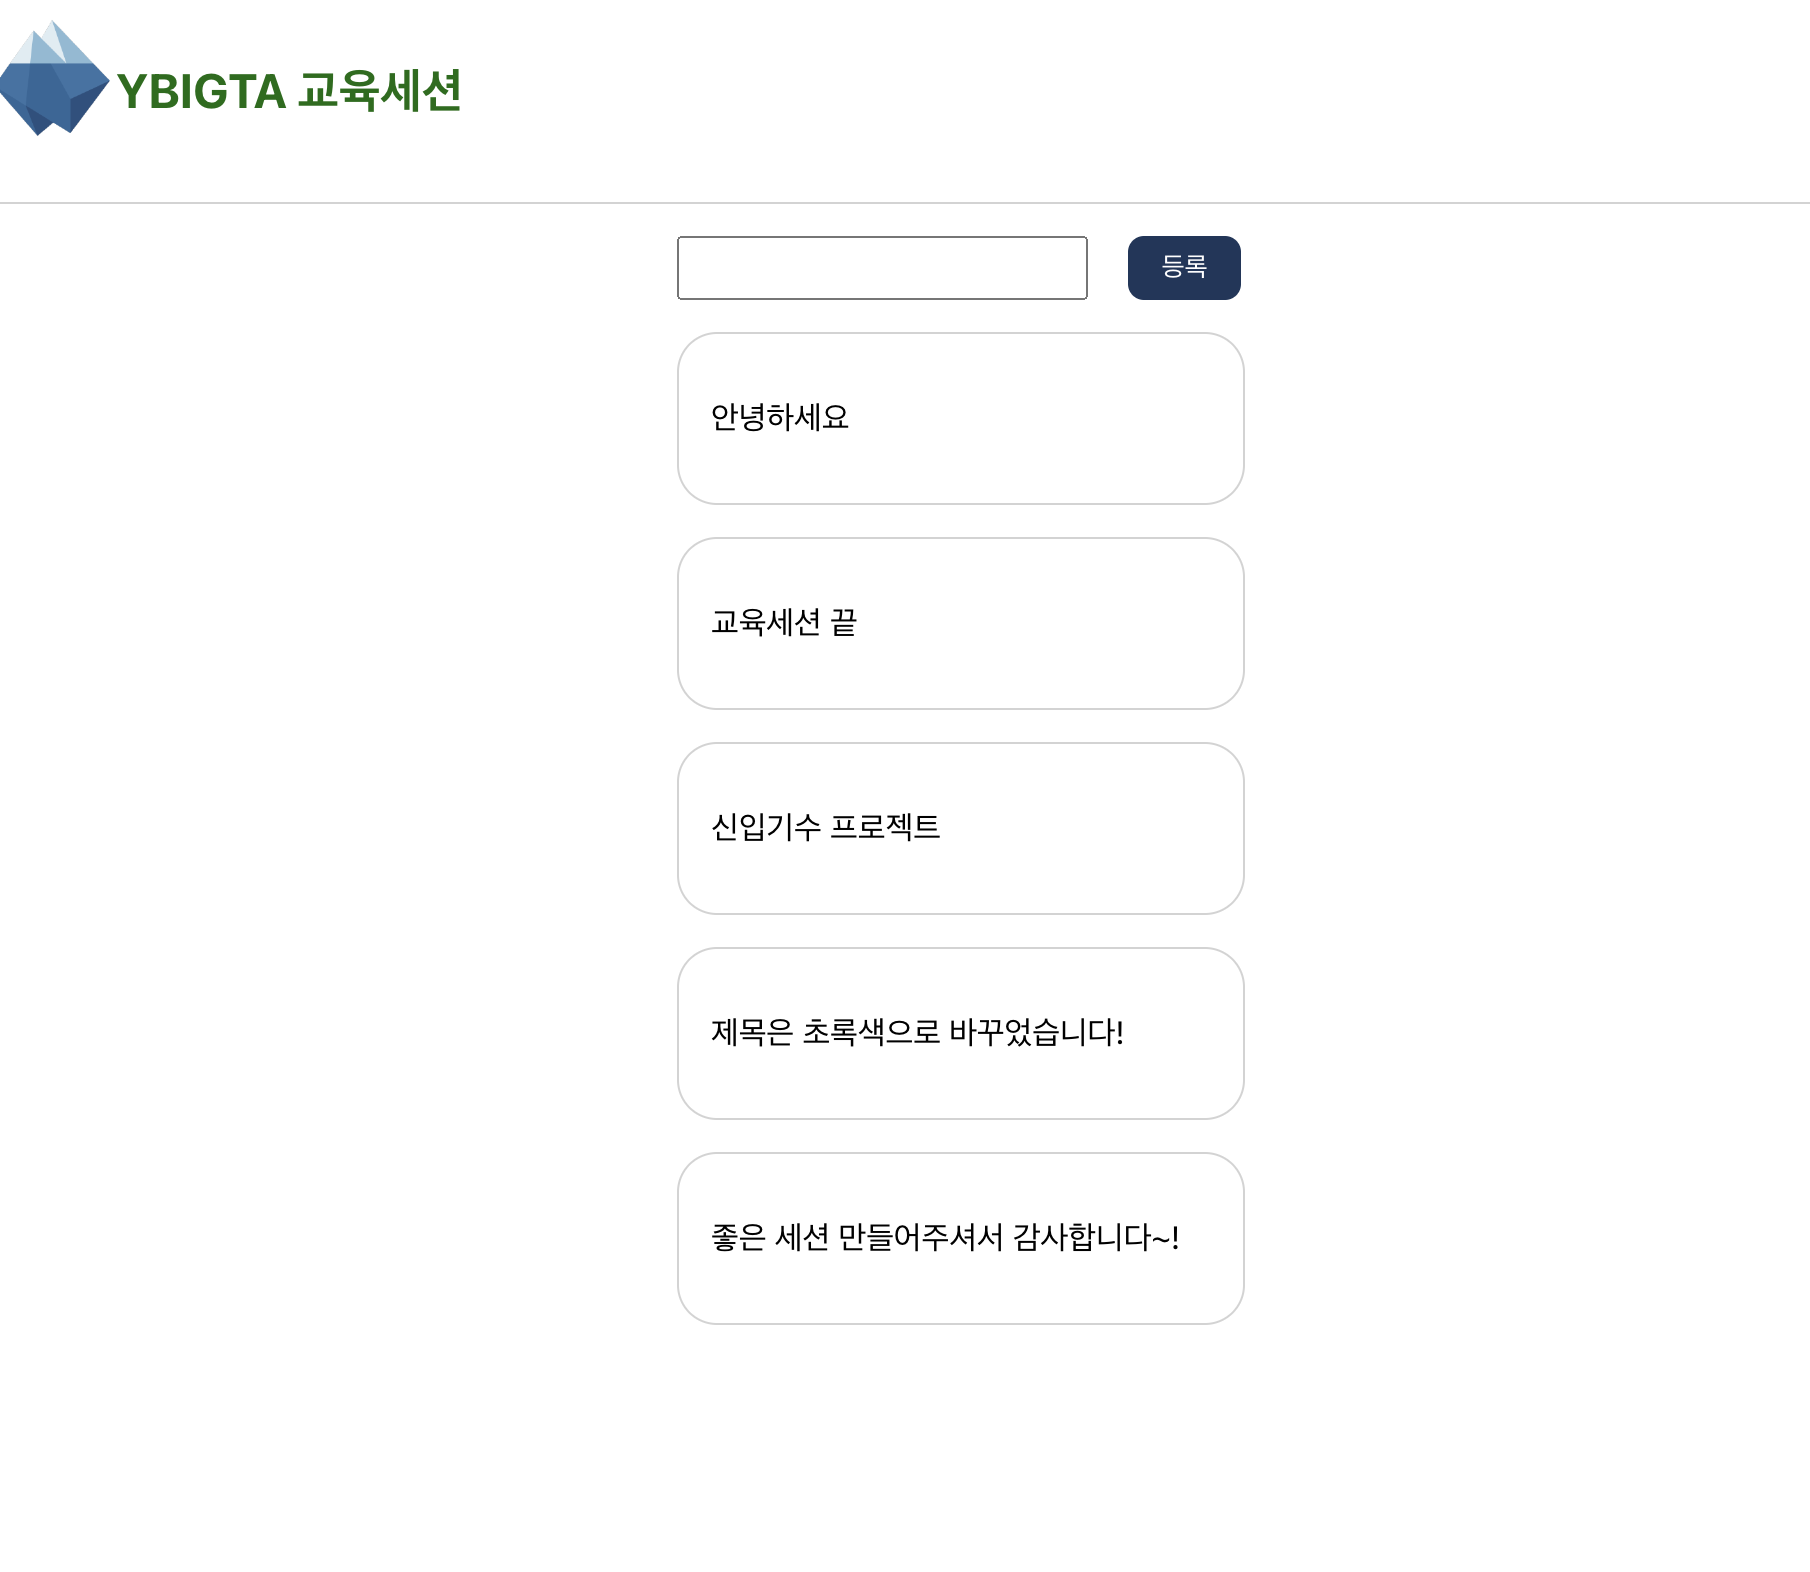 YBIGTA 교육세션
등록
안녕하세요
교육세션 끝
신입기수 프로젝트
제목은 초록색으로 바꾸었습니다!
좋은 세션 만들어주셔서 감사합니다~!